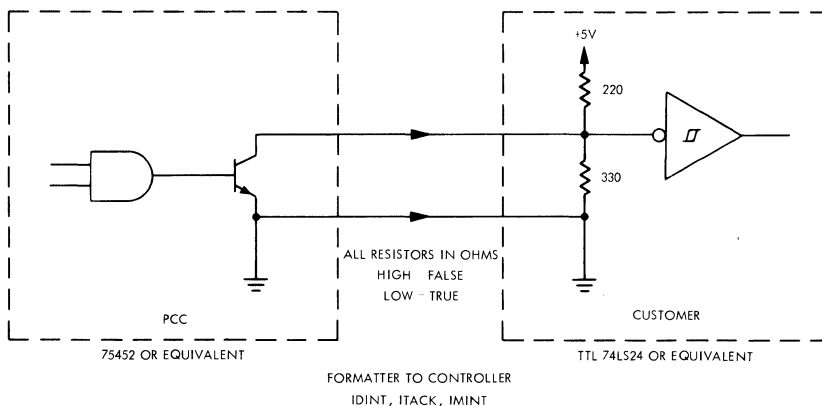 +5V
220
330
ALL RESISTORS IN OHMS
HIGH FALSE
LOW - TRUE
PCC
CUSTOMER
75452 OR EQUIVALENT
TTL 74LS24 OR EQUIVALENT
FORMATTER TO CONTROLLER
IDINT, ITACK, IMINT